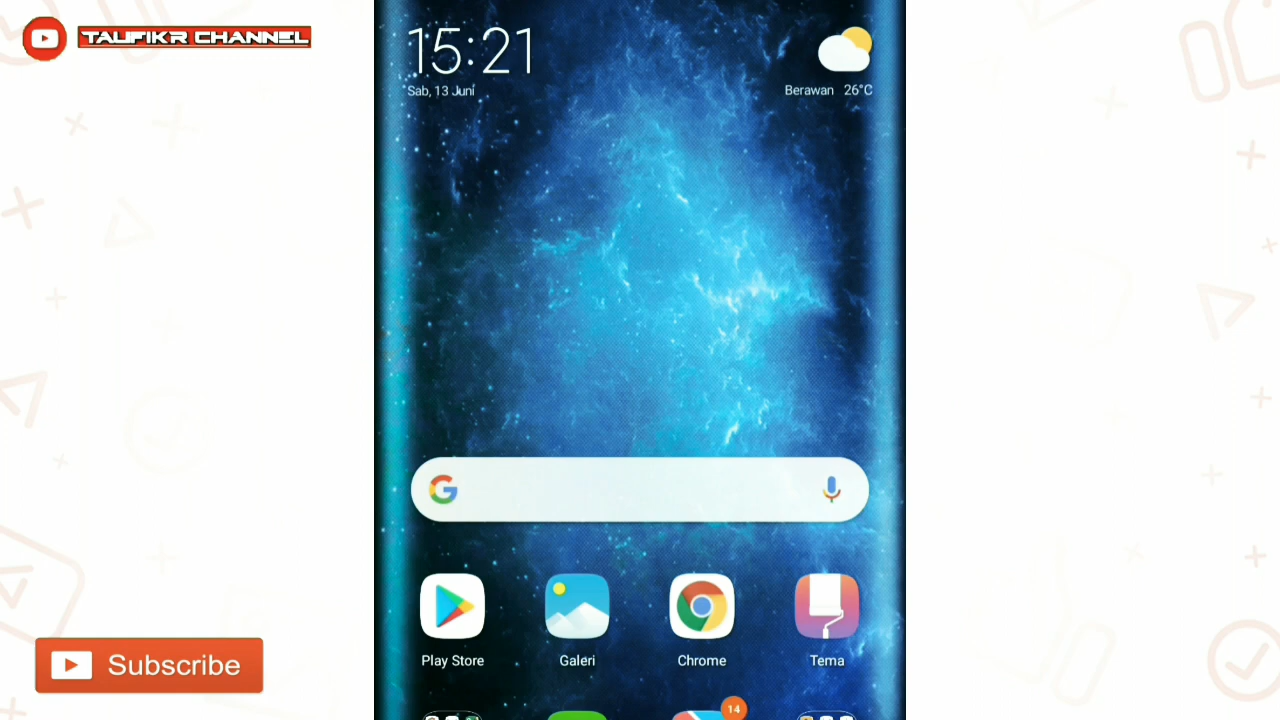 TAUFIKR CHANNEL
15:21
Sab, 13 Juni
Berawan 26°C
Play Store
Galeri
Chrome
Tema
14
Subscribe